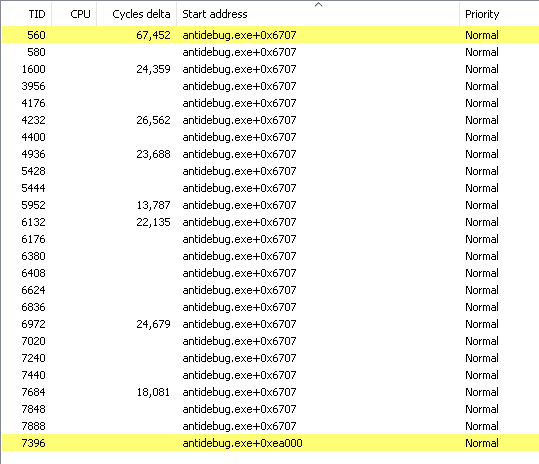 TID CPU Cycles delta Start address Priority
560 67,452 antidebug.exe+0x6707 Normal
580 antidebug.exe+0x6707 Normal
1600 24,359 antidebug.exe+0x6707 Normal
3956 antidebug.exe+0x6707 Normal
4176 antidebug.exe+0x6707 Normal
4232 26,562 antidebug.exe+0x6707 Normal
4400 antidebug.exe+0x6707 Normal
4936 23,688 antidebug.exe+0x6707 Normal
5428 antidebug.exe+0x6707 Normal
5444 antidebug.exe+0x6707 Normal
5952 13,787 antidebug.exe+0x6707 Normal
6132 22,135 antidebug.exe+0x6707 Normal
6176 antidebug.exe+0x6707 Normal
6380 antidebug.exe+0x6707 Normal
6408 antidebug.exe+0x6707 Normal
6624 antidebug.exe+0x6707 Normal
6836 antidebug.exe+0x6707 Normal
6972 24,679 antidebug.exe+0x6707 Normal
7020 antidebug.exe+0x6707 Normal
7240 antidebug.exe+0x6707 Normal
7440 antidebug.exe+0x6707 Normal
7684 18,081 antidebug.exe+0x6707 Normal
7848 antidebug.exe+0x6707 Normal
7888 antidebug.exe+0x6707 Normal
7396 antidebug.exe+0xea000 Normal